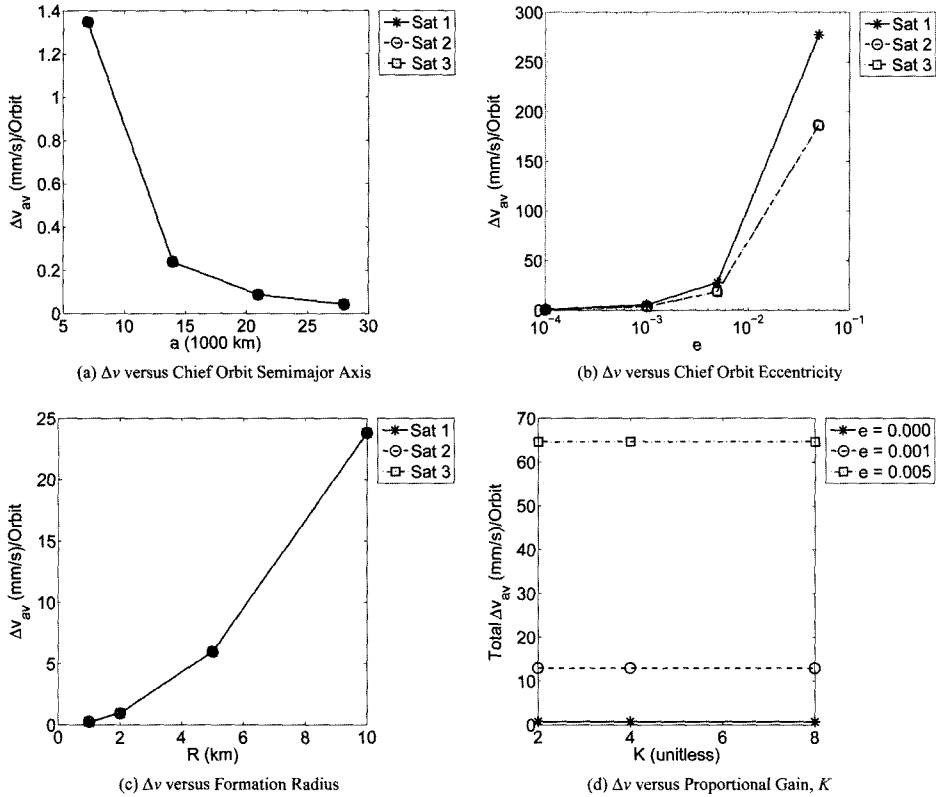 1.4
1.2
1
0.8
0.6
0.4
0.2
0
Δv_av (mm/s)/Orbit
5 10 15 20 25 30
a (1000 km)
Sat 1
Sat 2
Sat 3
(a) Δv versus Chief Orbit Semimajor Axis
300
250
200
150
100
50
Δv_av (mm/s)/Orbit
10⁻⁴ 10⁻³ 10⁻² 10⁻¹
e
Sat 1
Sat 2
Sat 3
(b) Δv versus Chief Orbit Eccentricity
25
20
15
10
5
0
Δv_av (mm/s)/Orbit
0 2 4 6 8 10
R (km)
Sat 1
Sat 2
Sat 3
(c) Δv versus Formation Radius
70
60
50
40
30
20
10
0
Total Δv_av (mm/s)/Orbit
2 4 6 8
K (unitless)
e = 0.000
e = 0.001
e = 0.005
(d) Δv versus Proportional Gain, K